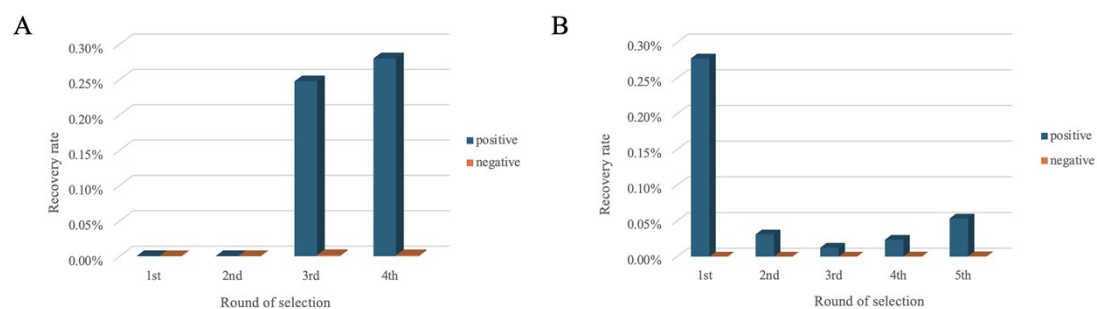 A
0.30%
0.25%
0.20%
0.15%
0.10%
0.05%
0.00%
Recovery rate
1st 2nd 3rd 4th
Round of selection
positive
negative
B
0.30%
0.25%
0.20%
0.15%
0.10%
0.05%
0.00%
Recovery rate
1st 2nd 3rd 4th 5th
Round of selection
positive
negative